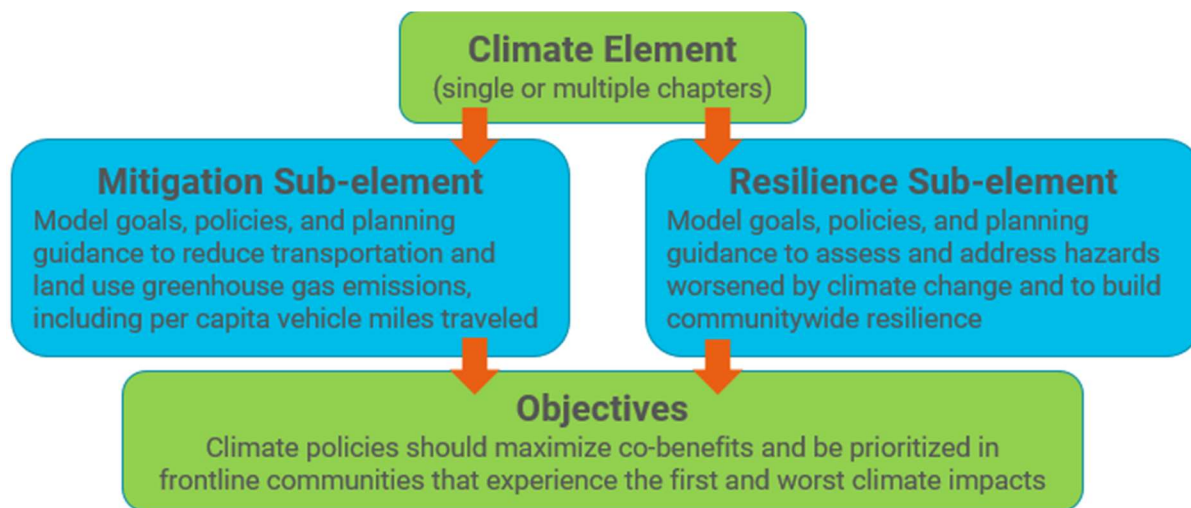 Climate Element
(single or multiple chapters)
Mitigation Sub-element
Model goals, policies, and planning
guidance to reduce transportation and
land use greenhouse gas emissions,
including per capita vehicle miles traveled
Resilience Sub-element
Model goals, policies, and planning
guidance to assess and address hazards
worsened by climate change and to build
communitywide resilience
Objectives
Climate policies should maximize co-benefits and be prioritized in
frontline communities that experience the first and worst climate impacts